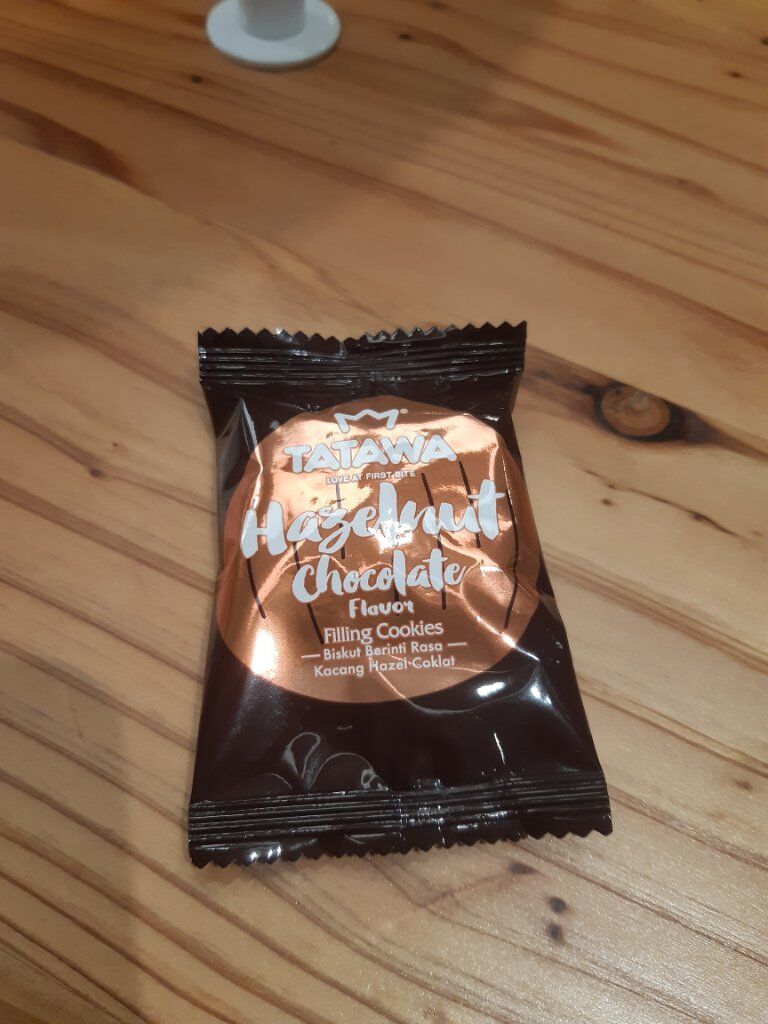 TATAWA
LOVE AT FIRST BITE
Hazelnut
Chocolate
Flavor
Filling Cookies
Biskut Berinti Rasa
Kacang Hazel Coklat